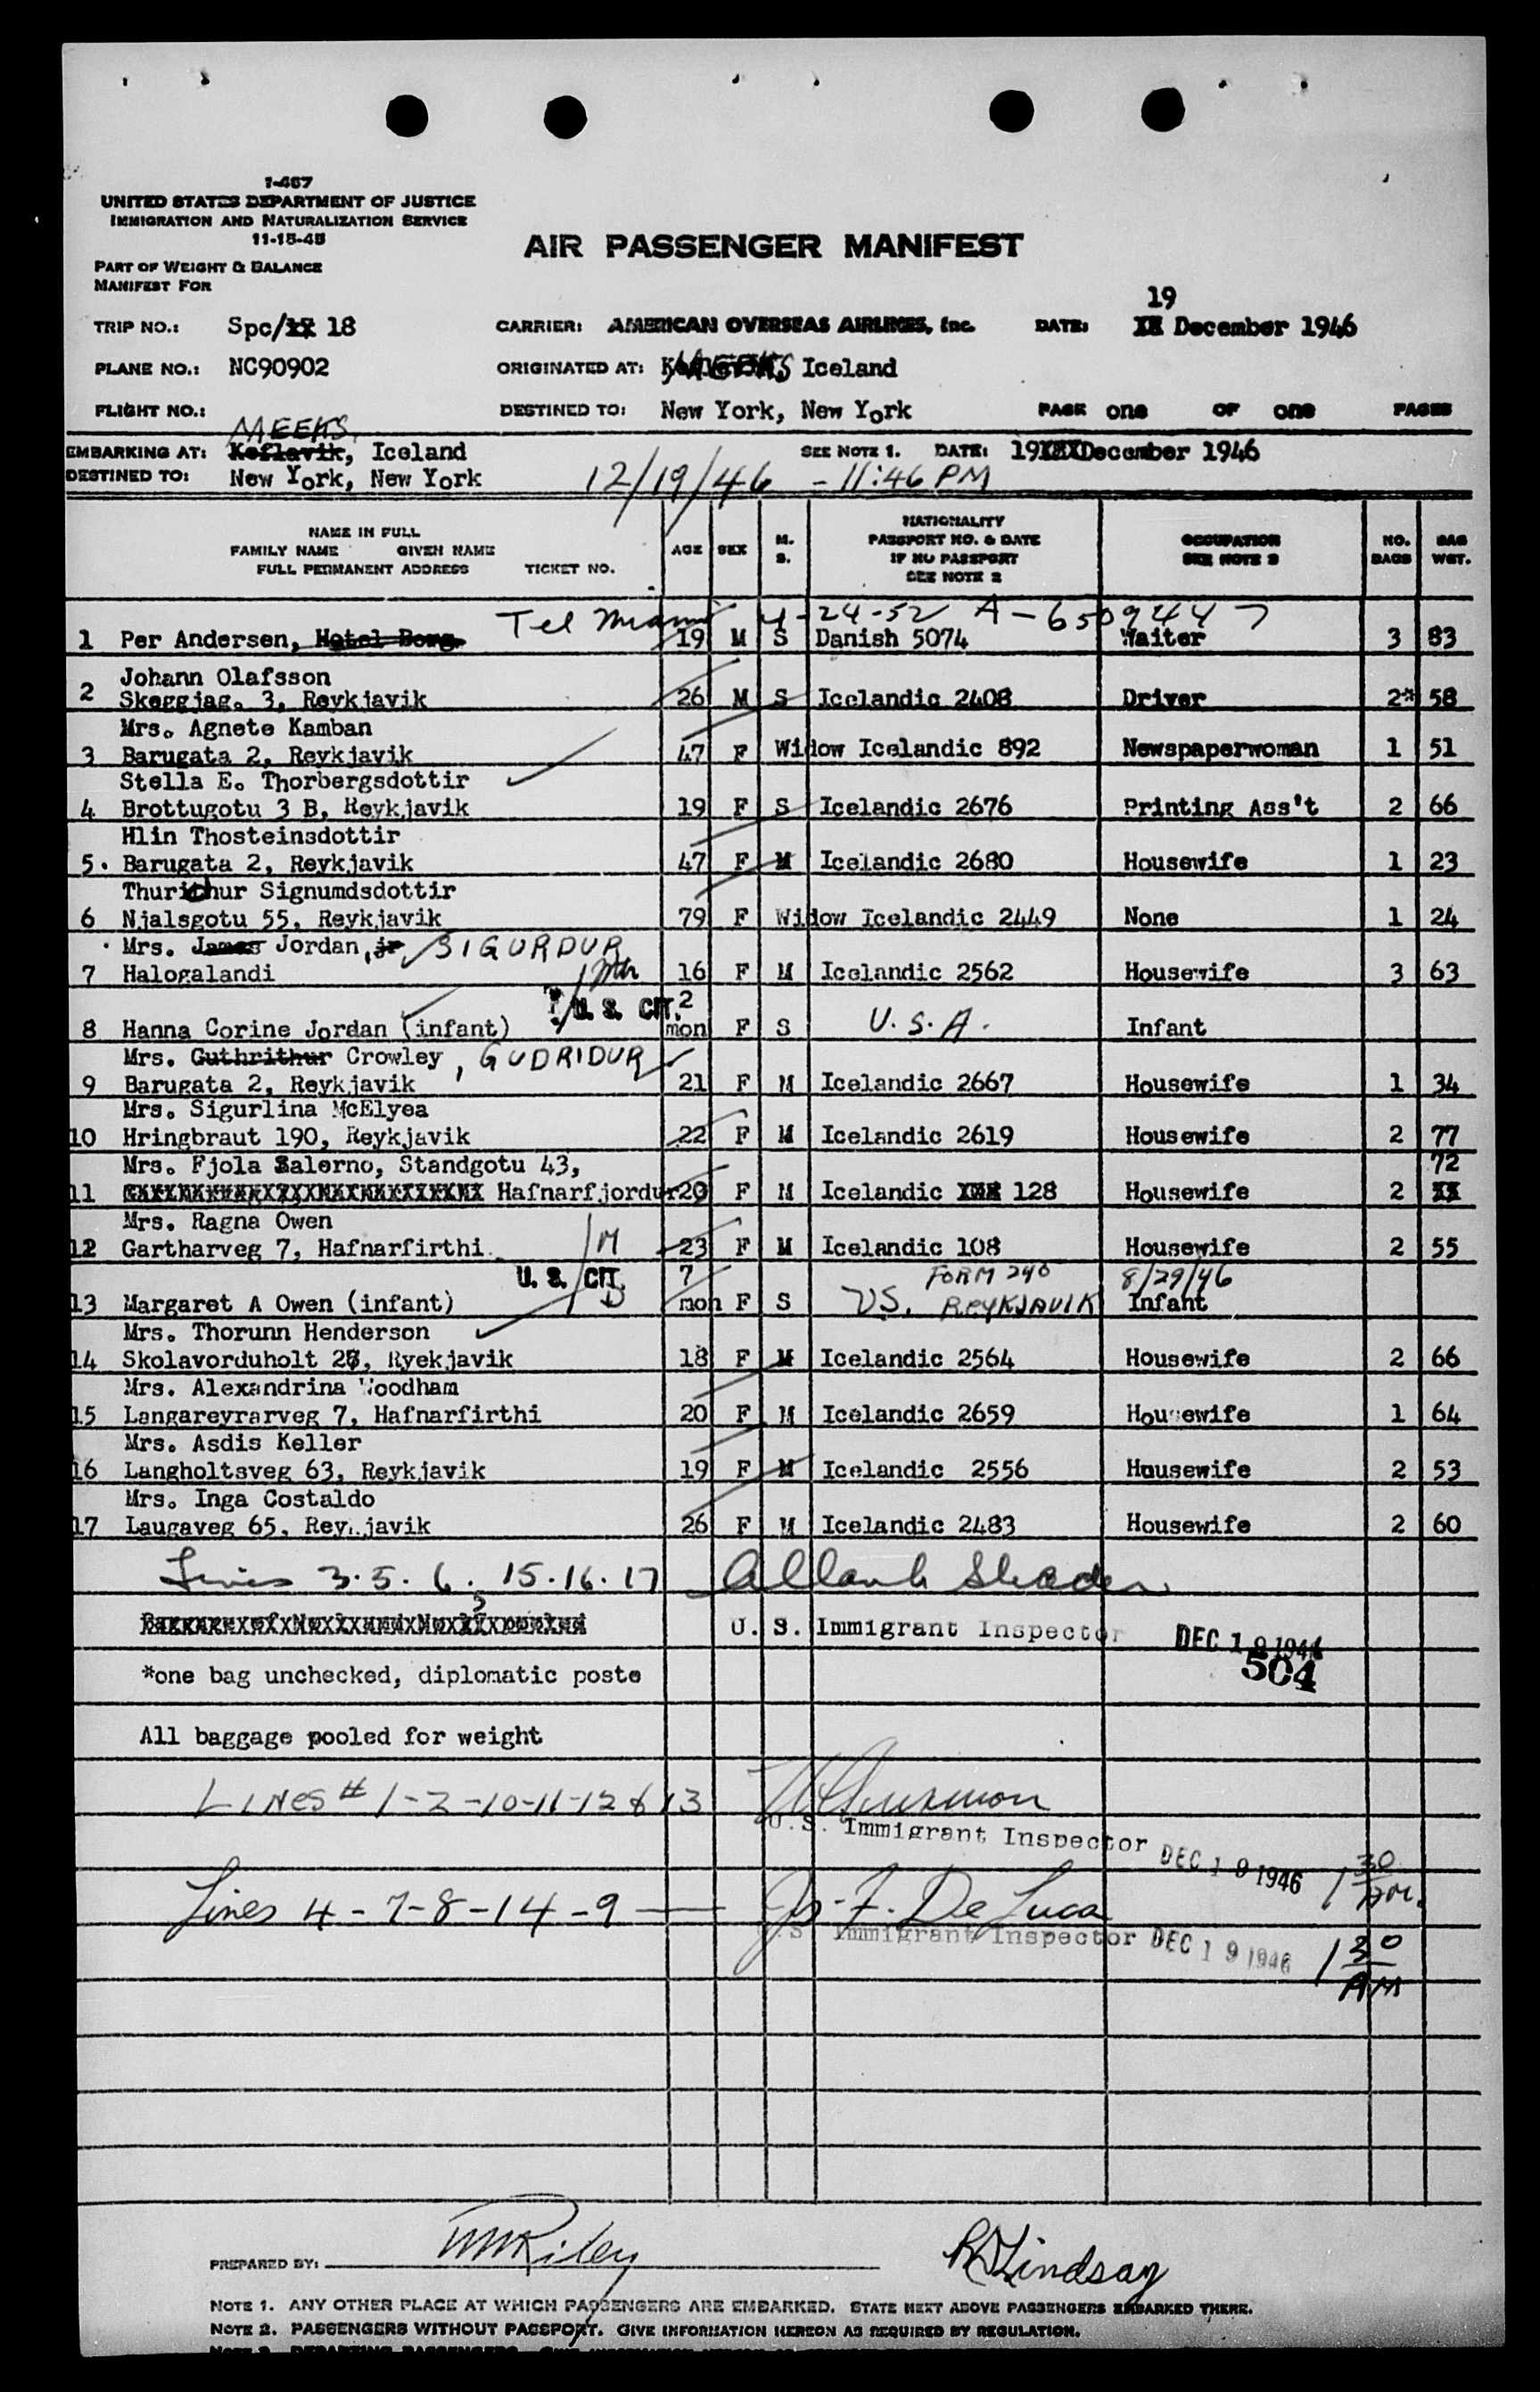 1-467
UNITED STATES DEPARTMENT OF JUSTICE
IMMIGRATION AND NATURALIZATION SERVICE
11-15-45
AIR PASSENGER MANIFEST
PART OF WEIGHT & BALANCE
MANIFEST FOR
19
TRIP NO.: Spc/ 18 CARRIER: AMERICAN OVERSEAS AIRLINES, Inc. DATE: December 1946
PLANE NO.: NC90902 ORIGINATED AT: MEEKS Iceland
FLIGHT NO.: DESTINED TO: New York, New York PAGE one OF one PAGES
MEEKS
EMBARKING AT: Keflavik, Iceland SEE NOTE 1. DATE: 19 December 1946
DESTINED TO: New York, New York 12/19/46 - 11:46 PM
NAME IN FULL
FAMILY NAME GIVEN NAME
FULL PERMANENT ADDRESS TICKET NO.
AGE SEX M. S.
NATIONALITY
PASSPORT NO. & DATE
IF NO PASSPORT
SEE NOTE 2
OCCUPATION
SEE NOTE 3
NO. BAGS
BAG WGT.
Tel Miami 4-24-52 A-6509447
1 Per Andersen, Hotel Borg. 19 M S Danish 5074 Waiter 3 83
Johann Olafsson
2 Skeggjag. 3, Reykjavik 26 M S Icelandic 2408 Driver 2* 58
Mrs. Agnete Kamban
3 Barugata 2, Reykjavik 47 F Widow Icelandic 892 Newspaperwoman 1 51
Stella E. Thorbergsdottir
4 Brottugotu 3 B, Reykjavik 19 F S Icelandic 2676 Printing Ass't 2 66
Hlin Thosteinsdottir
5. Barugata 2, Reykjavik 47 F M Icelandic 2680 Housewife 1 23
Thurithur Signumdsdottir
6 Njalsgotu 55, Reykjavik 79 F Widow Icelandic 2449 None 1 24
Mrs. James Jordan, jr SIGURDUR
7 Halogalandi 16 F M Icelandic 2562 Housewife 3 63
U. S. CIT. 2
8 Hanna Corine Jordan (infant) mon F S U.S.A. Infant
Mrs. Guthrithur Crowley, GUDRIDUR
9 Barugata 2, Reykjavik 21 F M Icelandic 2667 Housewife 1 34
Mrs. Sigurlina McElyea
10 Hringbraut 190, Reykjavik 22 F M Icelandic 2619 Housewife 2 77
Mrs. Fjola Salerno, Standgotu 43, 72
11 Hafnarfjordur 20 F M Icelandic 128 Housewife 2
Mrs. Ragna Owen
12 Gartharveg 7, Hafnarfirthi. M 23 F M Icelandic 108 Housewife 2 55
U. S. CIT. 7 FORM 240 8/29/46
13 Margaret A Owen (infant) mon F S US. REYKJAVIK Infant
Mrs. Thorunn Henderson
14 Skolavorduholt 28, Ryekjavik 18 F M Icelandic 2564 Housewife 2 66
Mrs. Alexandrina Woodham
15 Langareyrarveg 7, Hafnarfirthi 20 F M Icelandic 2659 Housewife 1 64
Mrs. Asdis Keller
16 Langholtsveg 63, Reykjavik 19 F M Icelandic 2556 Housewife 2 53
Mrs. Inga Costaldo
17 Laugaveg 65, Reykjavik 26 F M Icelandic 2483 Housewife 2 60
Lines 3.5.6. 15.16.17
U. S. Immigrant Inspector DEC 19 1946
504
*one bag unchecked, diplomatic poste
All baggage pooled for weight
LINES # 1-2-10-11-12 & 13
U.S. Immigrant Inspector DEC 19 1946 1 30 AM.
Lines 4-7-8-14-9 Js. F. De Luca
U.S. Immigrant Inspector DEC 19 1946 1 30 AM
PREPARED BY: MRiley RLindsay
NOTE 1. ANY OTHER PLACE AT WHICH PASSENGERS ARE EMBARKED. STATE NEXT ABOVE PASSENGERS EMBARKED THERE.
NOTE 2. PASSENGERS WITHOUT PASSPORT. GIVE INFORMATION HEREON AS REQUIRED BY REGULATION.